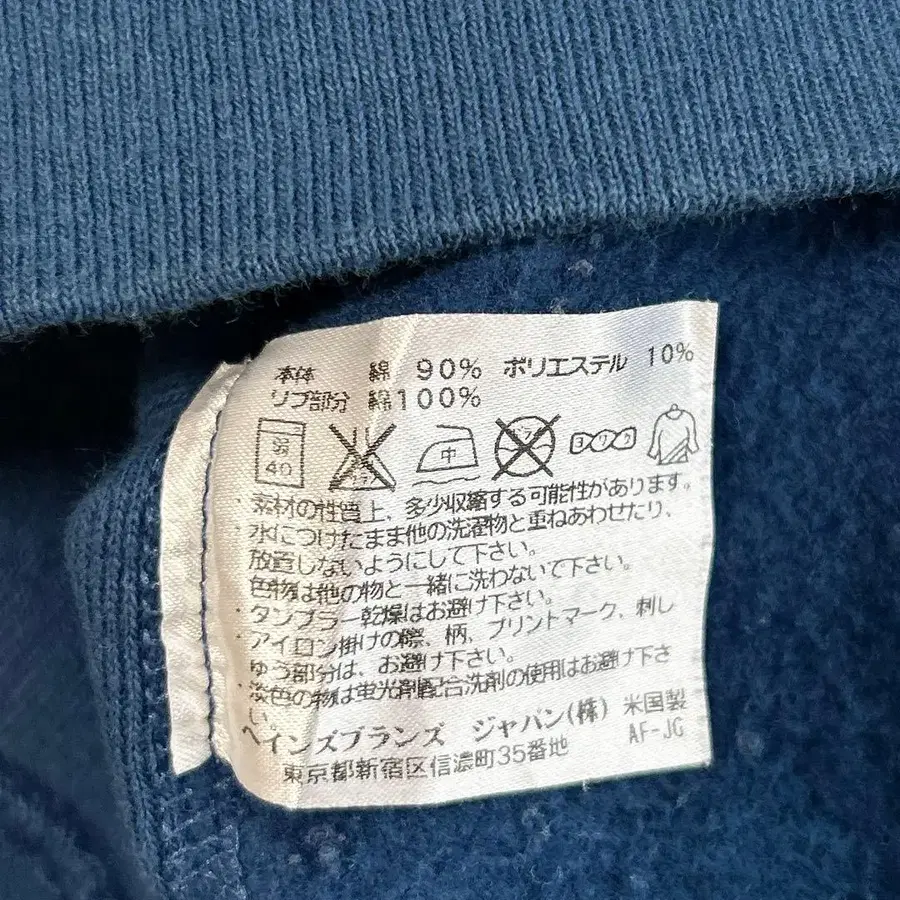 本体 綿 90% ポリエステル 10%
リブ部分 綿100%
弱 40 中 ドライ ヨワク
・素材の性質上、多少収縮する可能性があります。
・水につけたまま他の洗濯物と重ねあわせたり、
放置しないようにして下さい。
・色物は他の物と一緒に洗わないで下さい。
・タンブラー乾燥はお避け下さい。
・アイロン掛けの際、柄、プリントマーク、刺し
ゅう部分は、お避け下さい。
・淡色の物は蛍光剤配合洗剤の使用はお避け下さ
い。
ヘインズブランズ ジャパン(株) 米国製
東京都新宿区信濃町35番地 AF-JG